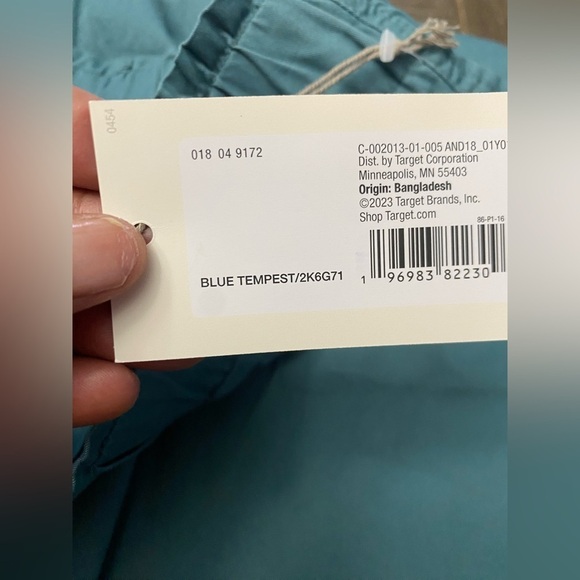 0454
018 04 9172
C-002013-01-005 AND18_01Y0
Dist. by Target Corporation
Minneapolis, MN 55403
Origin: Bangladesh
©2023 Target Brands, Inc.
Shop Target.com
86-P1-16
BLUE TEMPEST/2K6G71
1 96983 82230